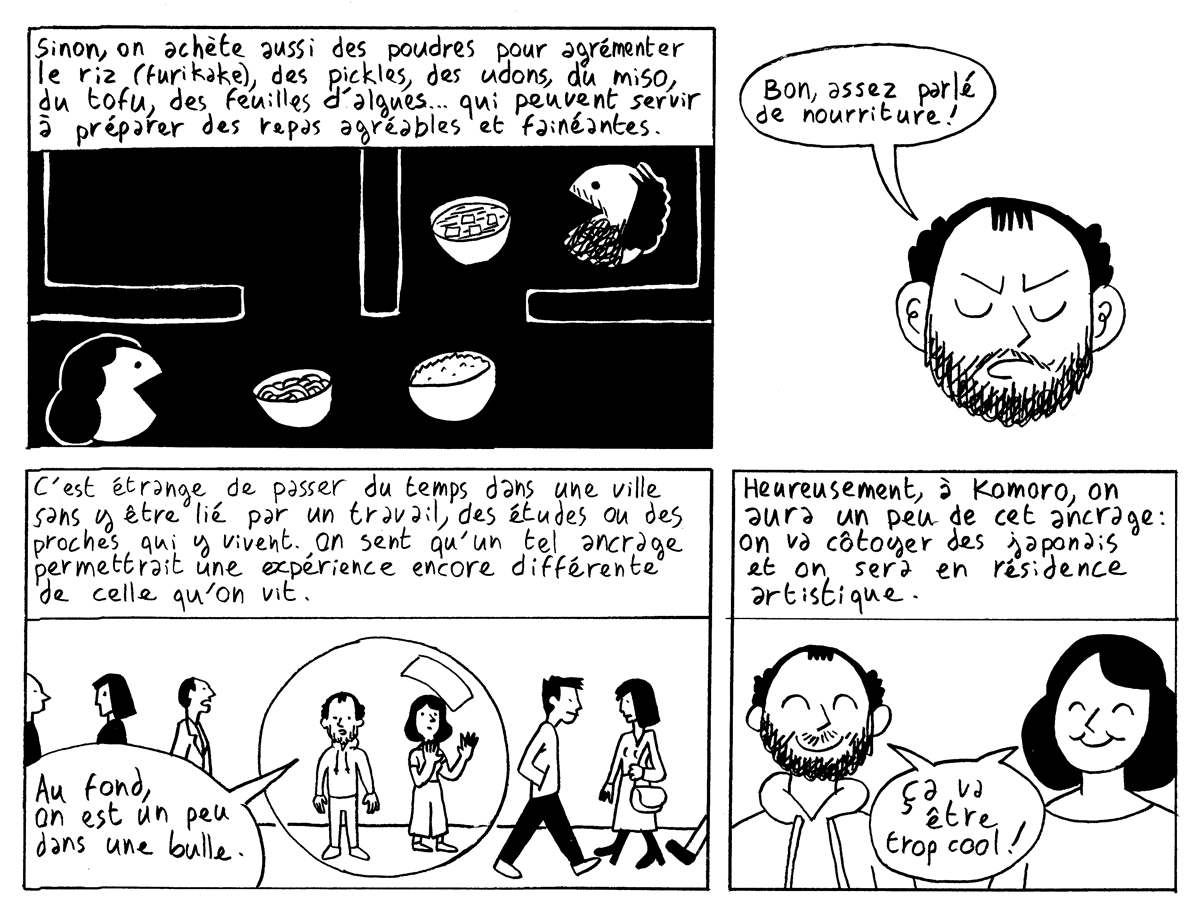 Sinon, on achète aussi des poudres pour agrémenter
le riz (furikake), des pickles, des udons, du miso,
du tofu, des feuilles d'algues... qui peuvent servir
à préparer des repas agréables et fainéantes.
Bon, assez parlé
de nourriture!
C'est étrange de passer du temps dans une ville
sans y être lié par un travail, des études ou des
proches qui y vivent. On sent qu'un tel ancrage
permettrait une expérience encore différente
de celle qu'on vit.
Au fond,
on est un peu
dans une bulle.
Heureusement, à Komoro, on
aura un peu de cet ancrage:
on va côtoyer des japonais
et on sera en résidence
artistique.
ça va
être
trop cool!